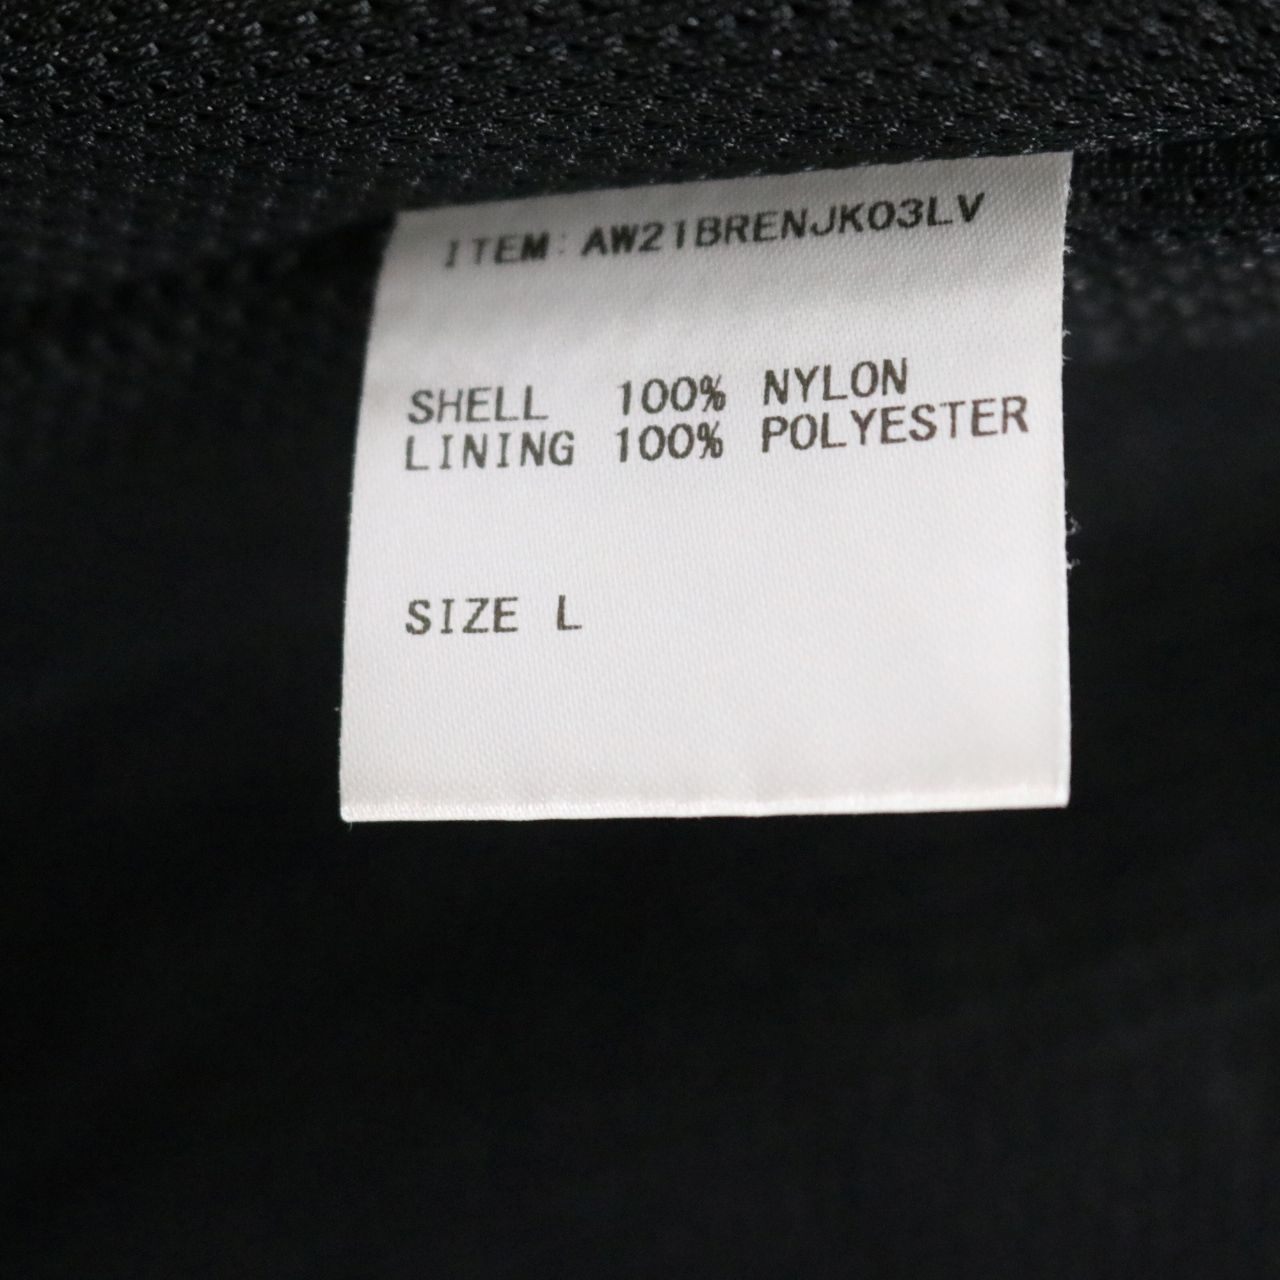 ITEM: AW21BRENJK03LV
SHELL 100% NYLON
LINING 100% POLYESTER
SIZE L